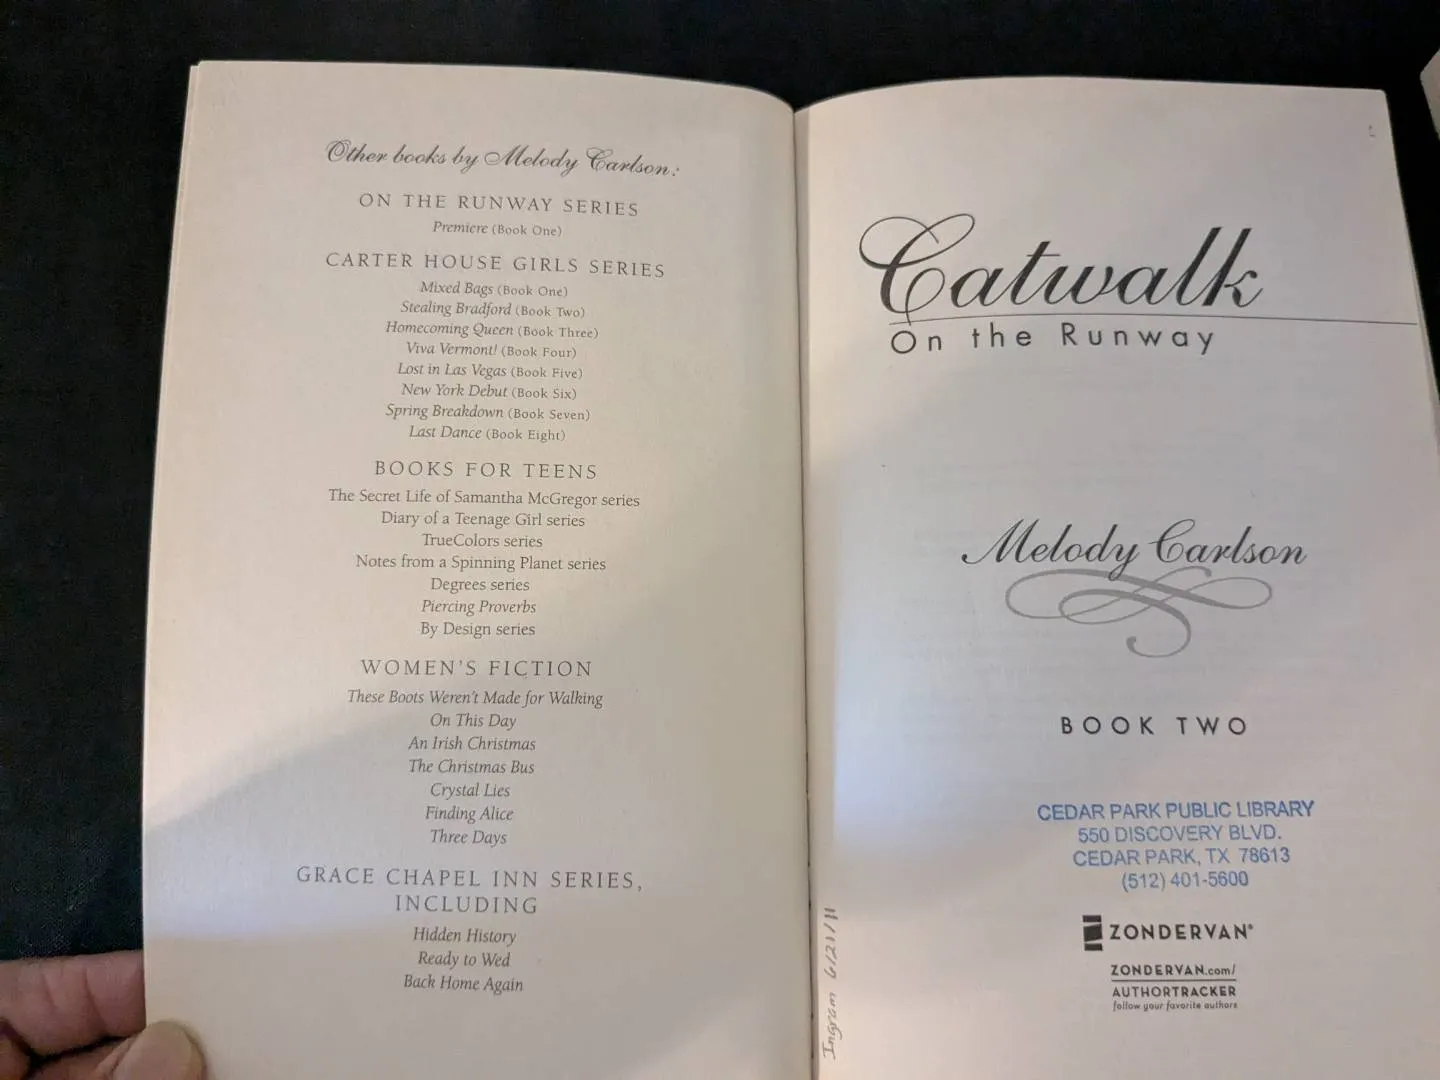 Other books by Melody Carlson:
ON THE RUNWAY SERIES
Premiere (Book One)
CARTER HOUSE GIRLS SERIES
Mixed Bags (Book One)
Stealing Bradford (Book Two)
Homecoming Queen (Book Three)
Viva Vermont! (Book Four)
Lost in Las Vegas (Book Five)
New York Debut (Book Six)
Spring Breakdown (Book Seven)
Last Dance (Book Eight)
BOOKS FOR TEENS
The Secret Life of Samantha McGregor series
Diary of a Teenage Girl series
TrueColors series
Notes from a Spinning Planet series
Degrees series
Piercing Proverbs
By Design series
WOMEN'S FICTION
These Boots Weren't Made for Walking
On This Day
An Irish Christmas
The Christmas Bus
Crystal Lies
Finding Alice
Three Days
GRACE CHAPEL INN SERIES,
INCLUDING
Hidden History
Ready to Wed
Back Home Again
Catwalk
On the Runway
Melody Carlson
BOOK TWO
CEDAR PARK PUBLIC LIBRARY
550 DISCOVERY BLVD.
CEDAR PARK, TX 78613
(512) 401-5600
ZONDERVAN®
ZONDERVAN.com/
AUTHORTRACKER
follow your favorite authors
Ingram 6/21/11